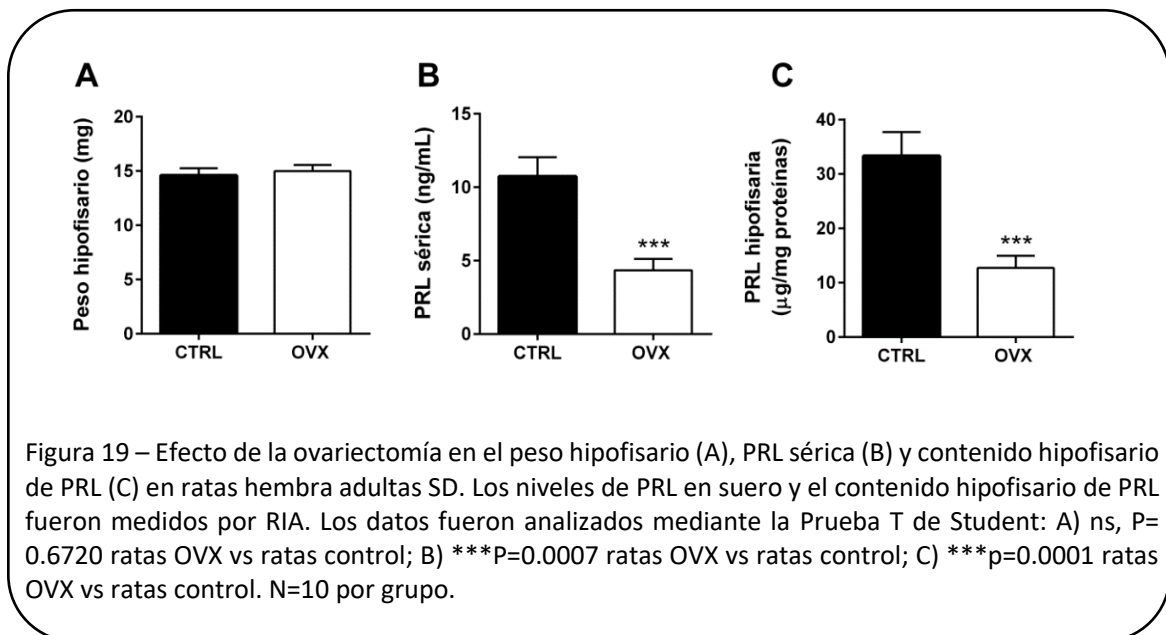 A
B
C
Peso hipofisario (mg)
20
15
10
5
0
CTRL
OVX
PRL sérica (ng/mL)
15
10
5
0
***
CTRL
OVX
PRL hipofisaria
(µg/mg proteínas)
40
30
20
10
0
***
CTRL
OVX
Figura 19 – Efecto de la ovariectomía en el peso hipofisario (A), PRL sérica (B) y contenido hipofisario
de PRL (C) en ratas hembra adultas SD. Los niveles de PRL en suero y el contenido hipofisario de PRL
fueron medidos por RIA. Los datos fueron analizados mediante la Prueba T de Student: A) ns, P=
0.6720 ratas OVX vs ratas control; B) ***P=0.0007 ratas OVX vs ratas control; C) ***p=0.0001 ratas
OVX vs ratas control. N=10 por grupo.